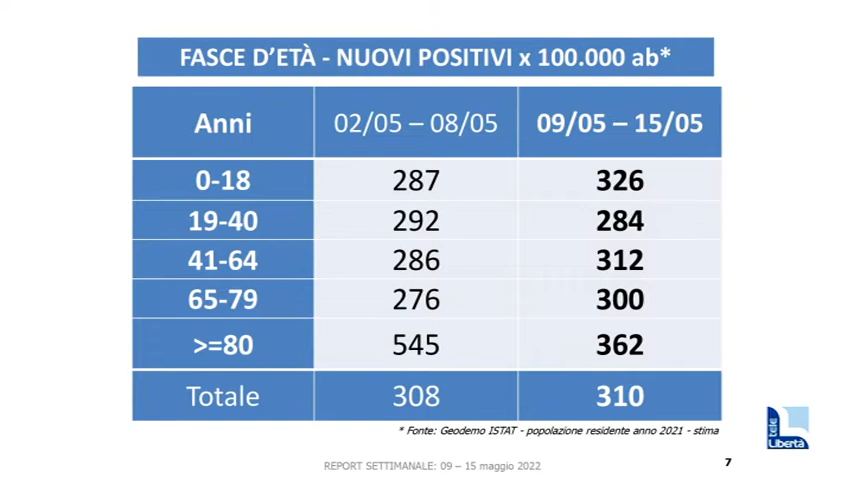 FASCE D'ETÀ - NUOVI POSITIVI x 100.000 ab*
Anni 02/05 – 08/05 09/05 – 15/05
0-18 287 326
19-40 292 284
41-64 286 312
65-79 276 300
>=80 545 362
Totale 308 310
* Fonte: Geodemo ISTAT - popolazione residente anno 2021 - stima
tele
Libertà
REPORT SETTIMANALE: 09 – 15 maggio 2022
7